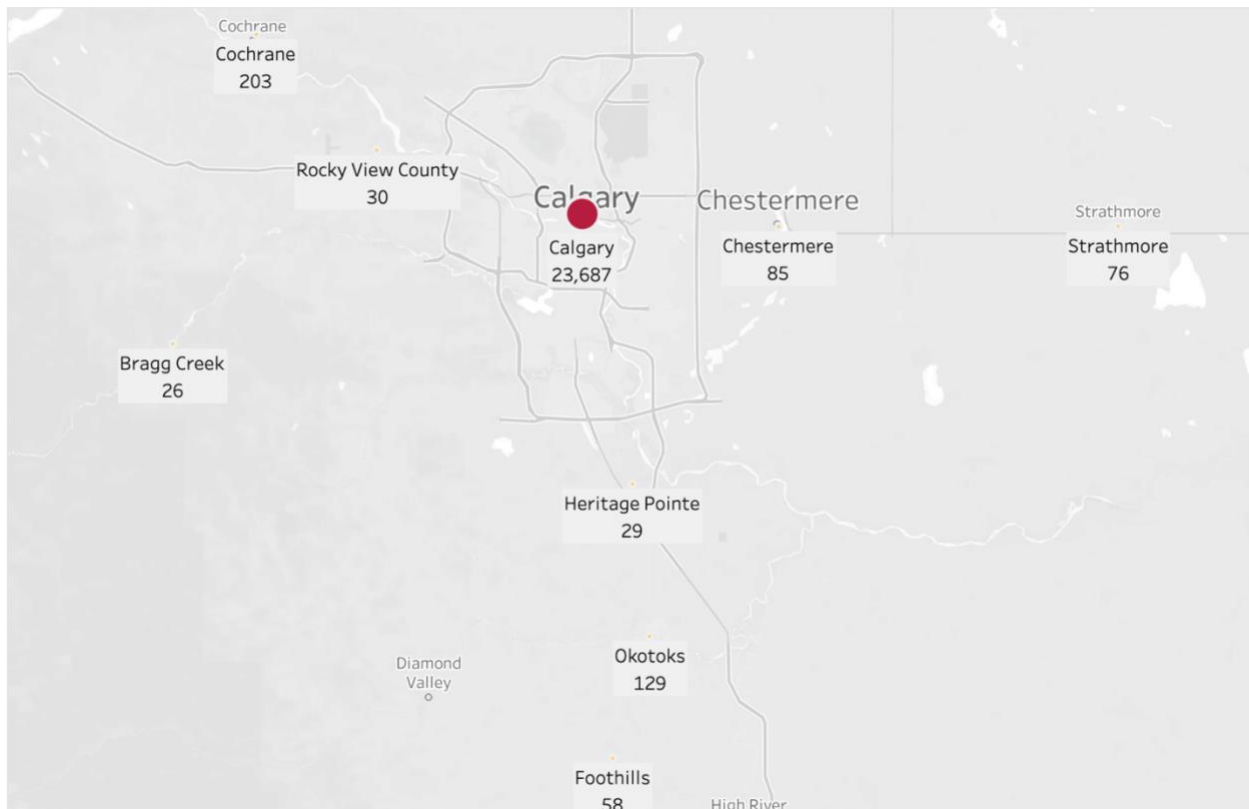 Cochrane
Cochrane
203
Rocky View County
30
Calgary
Calgary
23,687
Chestermere
Chestermere
85
Strathmore
Strathmore
76
Bragg Creek
26
Heritage Pointe
29
Okotoks
129
Diamond
Valley
Foothills
58
High River